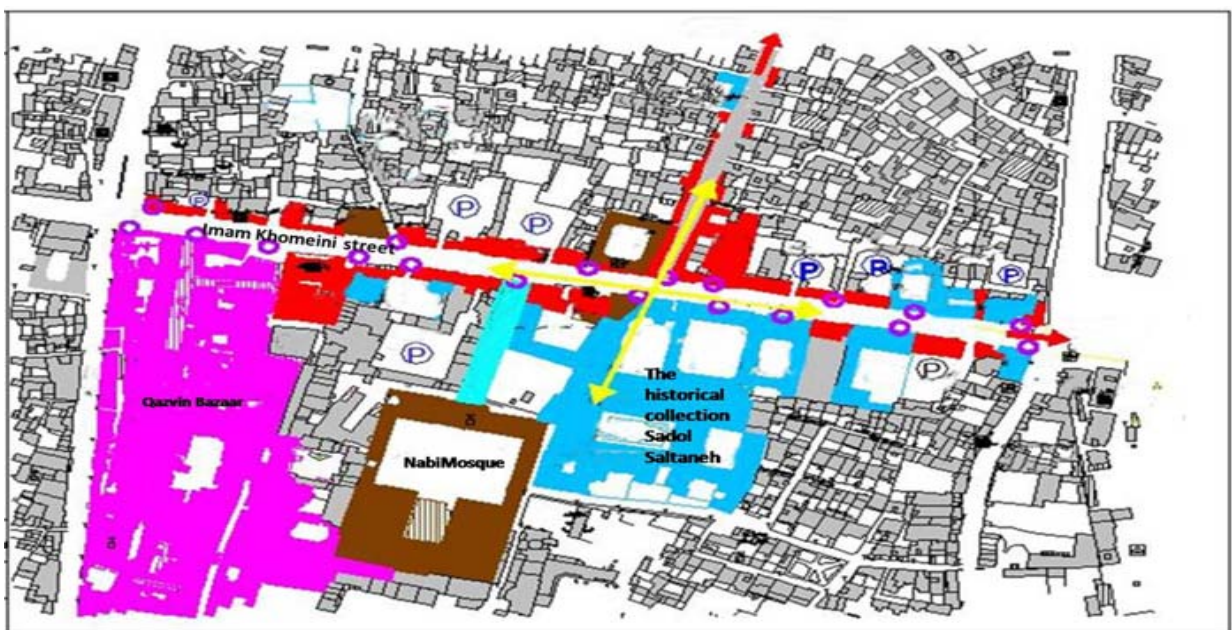 P
Imam Khomeini street
P
P
P
R
P
P
P
The
historical
collection
Sadol
Saltaneh
Qazvin Bazaar
NabiMosque